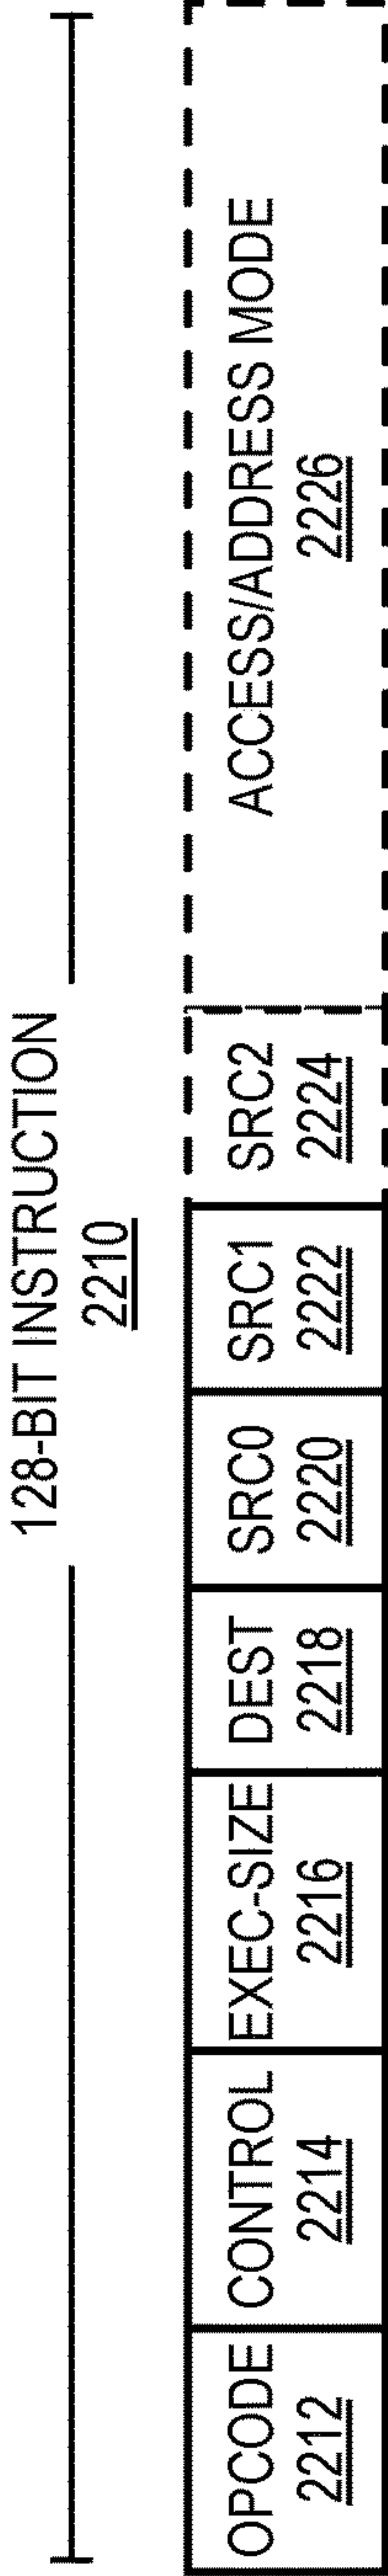 128-BIT INSTRUCTION
2210
OPCODE
2212
CONTROL
2214
EXEC-SIZE
2216
DEST
2218
SRC0
2220
SRC1
2222
SRC2
2224
ACCESS/ADDRESS MODE
2226